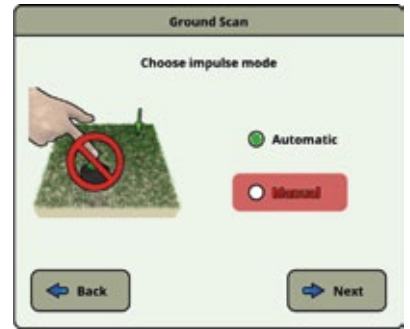 Ground Scan
Choose impulse mode
Automatic
Manual
Back
Next